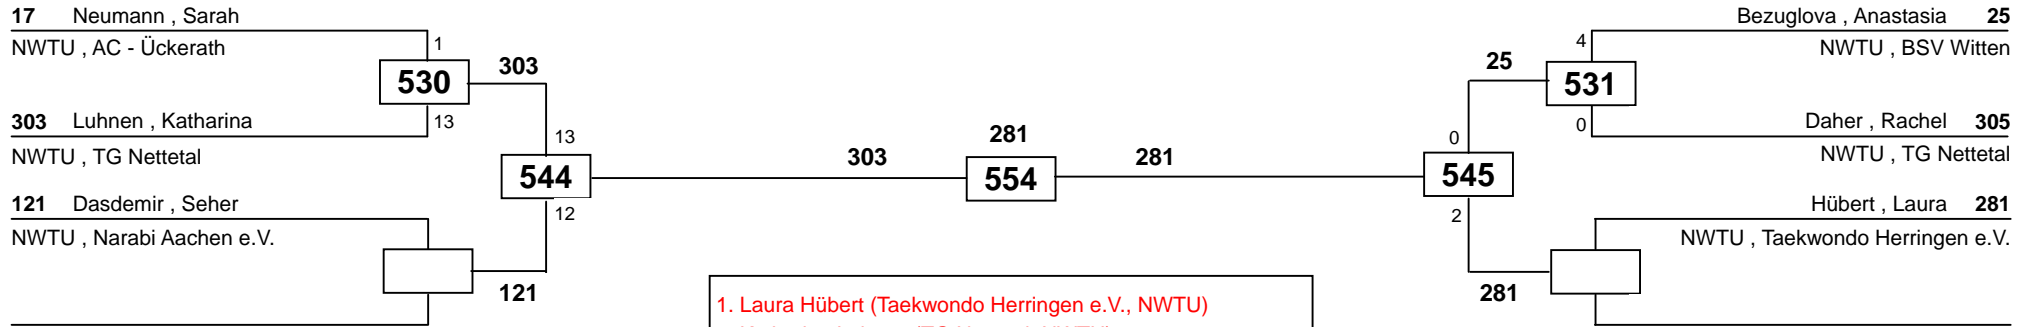 17 Neumann , Sarah
NWTU , AC - Ückerath
1
530
303
303 Luhnen , Katharina
13
NWTU , TG Nettetal
13
544
12
121 Dasdemir , Seher
NWTU , Narabi Aachen e.V.
121
303
281
554
281
Bezuglova , Anastasia 25
NWTU , BSV Witten
4
25
531
Daher , Rachel 305
0
NWTU , TG Nettetal
0
545
2
Hübert , Laura 281
NWTU , Taekwondo Herringen e.V.
281
1. Laura Hübert (Taekwondo Herringen e.V., NWTU)